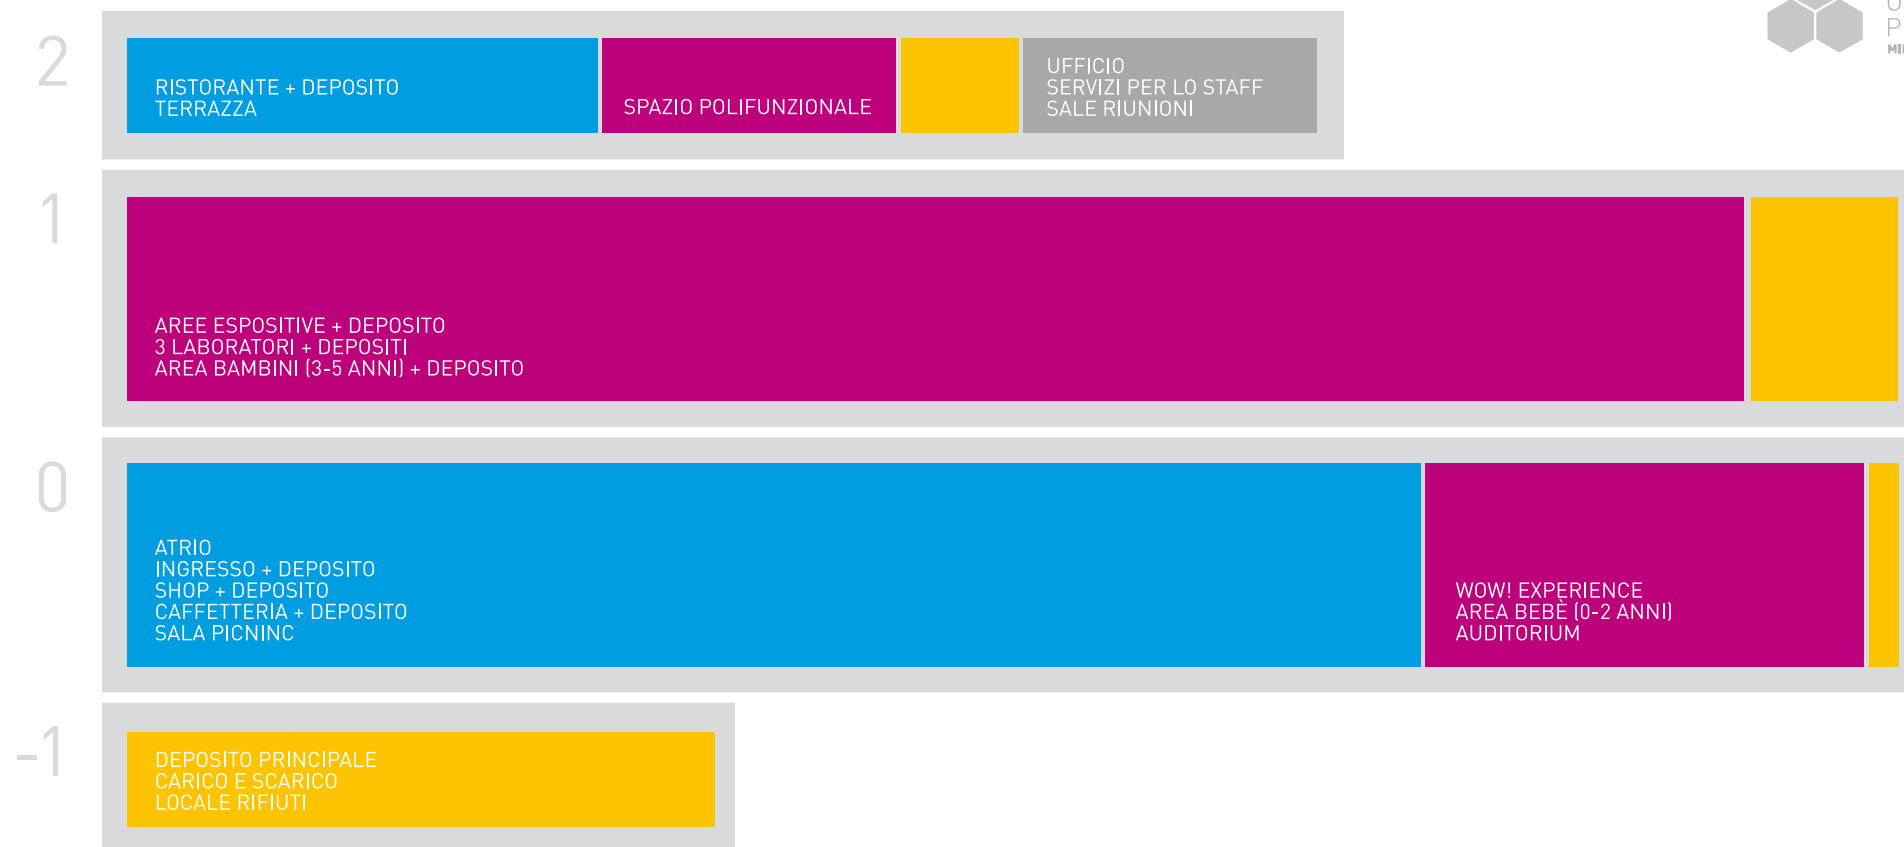 2
RISTORANTE + DEPOSITO
TERRAZZA
SPAZIO POLIFUNZIONALE
UFFICIO
SERVIZI PER LO STAFF
SALE RIUNIONI
1
AREE ESPOSITIVE + DEPOSITO
3 LABORATORI + DEPOSITI
AREA BAMBINI (3-5 ANNI) + DEPOSITO
0
ATRIO
INGRESSO + DEPOSITO
SHOP + DEPOSITO
CAFFETTERIA + DEPOSITO
SALA PICNINC
WOW! EXPERIENCE
AREA BEBÈ (0-2 ANNI)
AUDITORIUM
-1
DEPOSITO PRINCIPALE
CARICO E SCARICO
LOCALE RIFIUTI